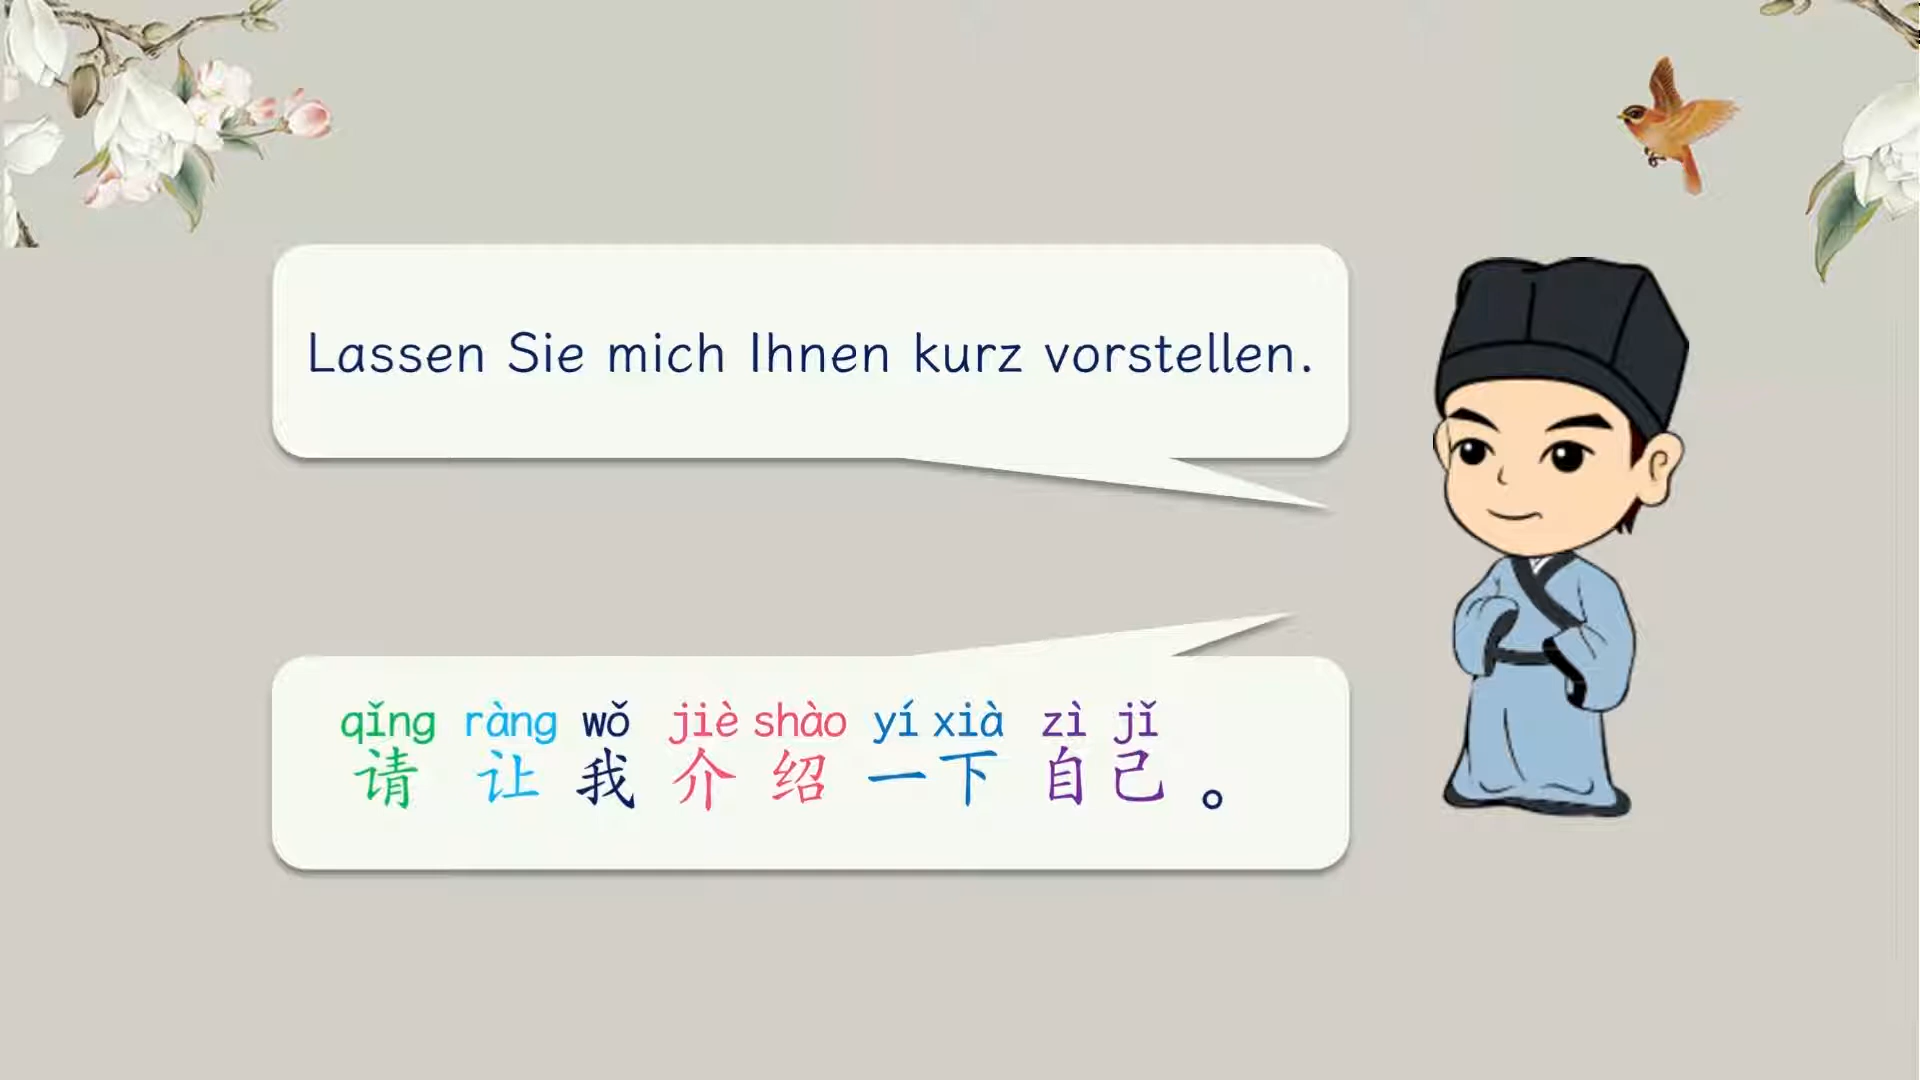 Lassen Sie mich Ihnen kurz vorstellen.
qǐng ràng wǒ jiè shào yí xià zì jǐ
请 让 我 介 绍 一下 自己 。